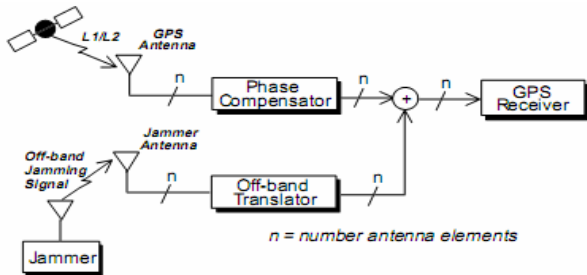 L1/L2
GPS
Antenna
n
Phase
Compensator
n
+
n
GPS
Receiver
Off-band
Jamming
Signal
Jammer
Antenna
n
Off-band
Translator
n
Jammer
n = number antenna elements